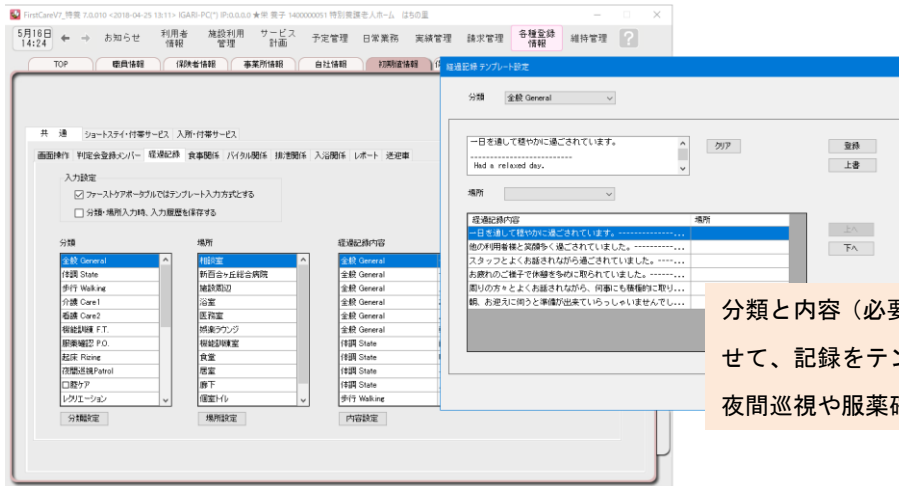 FirstCareV7_特養 7.0.010 <2018-04-25 13:11> IGARI-PC(*) IP:0.0.0.0 ★栄 養子 1400000051 特別養護老人ホーム はちの里
5月16日
14:24
お知らせ
利用者情報
施設利用管理
サービス計画
予定管理
日常業務
実績管理
請求管理
各種登録情報
維持管理
?
TOP
職員情報
保険者情報
事業所情報
自社情報
初期値情報
共 通 ショートステイ・付帯サービス 入所・付帯サービス
画面操作 判定会登録メンバー 経過記録 食事関係 バイタル関係 排泄関係 入浴関係 レポート 送迎車
入力設定
ファーストケアポータルではテンプレート入力方式とする
分類・場所入力時、入力履歴を保存する
分類
全般 General
体調 State
歩行 Walking
介護 Care1
看護 Care2
機能訓練 F.T.
服薬確認 P.O.
起床 Rising
夜間巡視Patrol
口腔ケア
レクリエーション
分類設定
場所
相談室
新百合ヶ丘総合病院
施設周辺
浴室
医務室
娯楽ラウンジ
機能訓練室
食堂
居室
廊下
個室トイレ
場所設定
経過記録内容
全般 General
全般 General
全般 General
全般 General
全般 General
全般 General
体調 State
体調 State
体調 State
体調 State
歩行 Walking
内容設定
経過記録 テンプレート設定
分類 全般 General
一日を通して穏やかに過ごされています。
--------------------------
Had a relaxed day.
クリア
登録
上書
場所
経過記録内容 場所
一日を通して穏やかに過ごされています。--------------...
他の利用者様と笑顔多く過ごされていました。----------...
スタッフとよくお話されながら過ごされていました。----...
お疲れのご様子で休憩を多めに取られていました。------...
周りの方々とよくお話されながら、何事にも積極的に取り...
朝、お迎えに伺うと準備が出来ていらっしゃいませんでし...
上へ
下へ
分類と内容（必要
せて、記録をテン
夜間巡視や服薬確